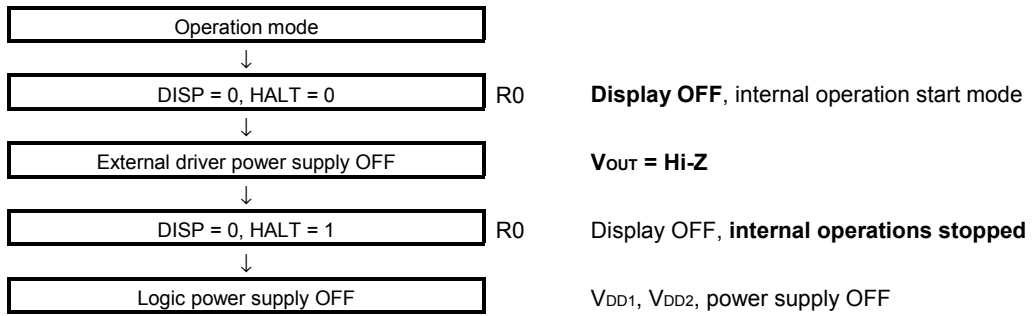 Operation mode
↓
DISP = 0, HALT = 0 R0 Display OFF, internal operation start mode
↓
External driver power supply OFF VOUT = Hi-Z
↓
DISP = 0, HALT = 1 R0 Display OFF, internal operations stopped
↓
Logic power supply OFF VDD1, VDD2, power supply OFF